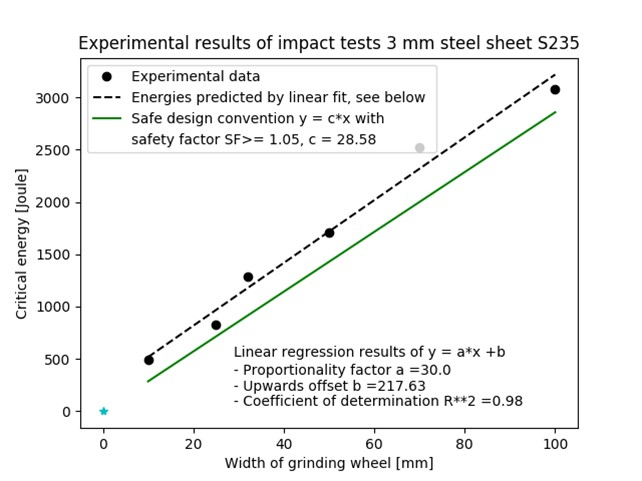 Experimental results of impact tests 3 mm steel sheet S235
Experimental data
Energies predicted by linear fit, see below
Safe design convention y = c*x with
safety factor SF>= 1.05, c = 28.58
3000
2500
2000
1500
1000
500
0
Critical energy [Joule]
Linear regression results of y = a*x +b
- Proportionality factor a =30.0
- Upwards offset b =217.63
- Coefficient of determination R**2 =0.98
0 20 40 60 80 100
Width of grinding wheel [mm]